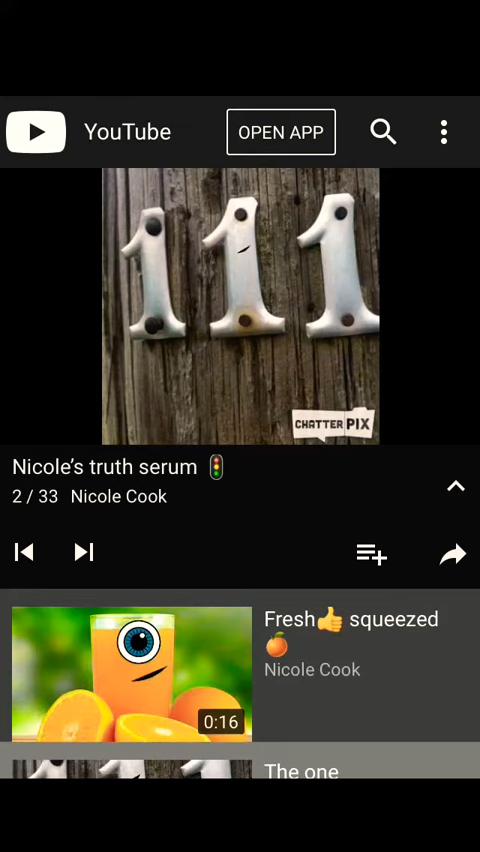 YouTube
OPEN APP
111
CHATTER PIX
Nicole’s truth serum 🚦
2 / 33 Nicole Cook
Fresh👍 squeezed
🍊
Nicole Cook
0:16
The one